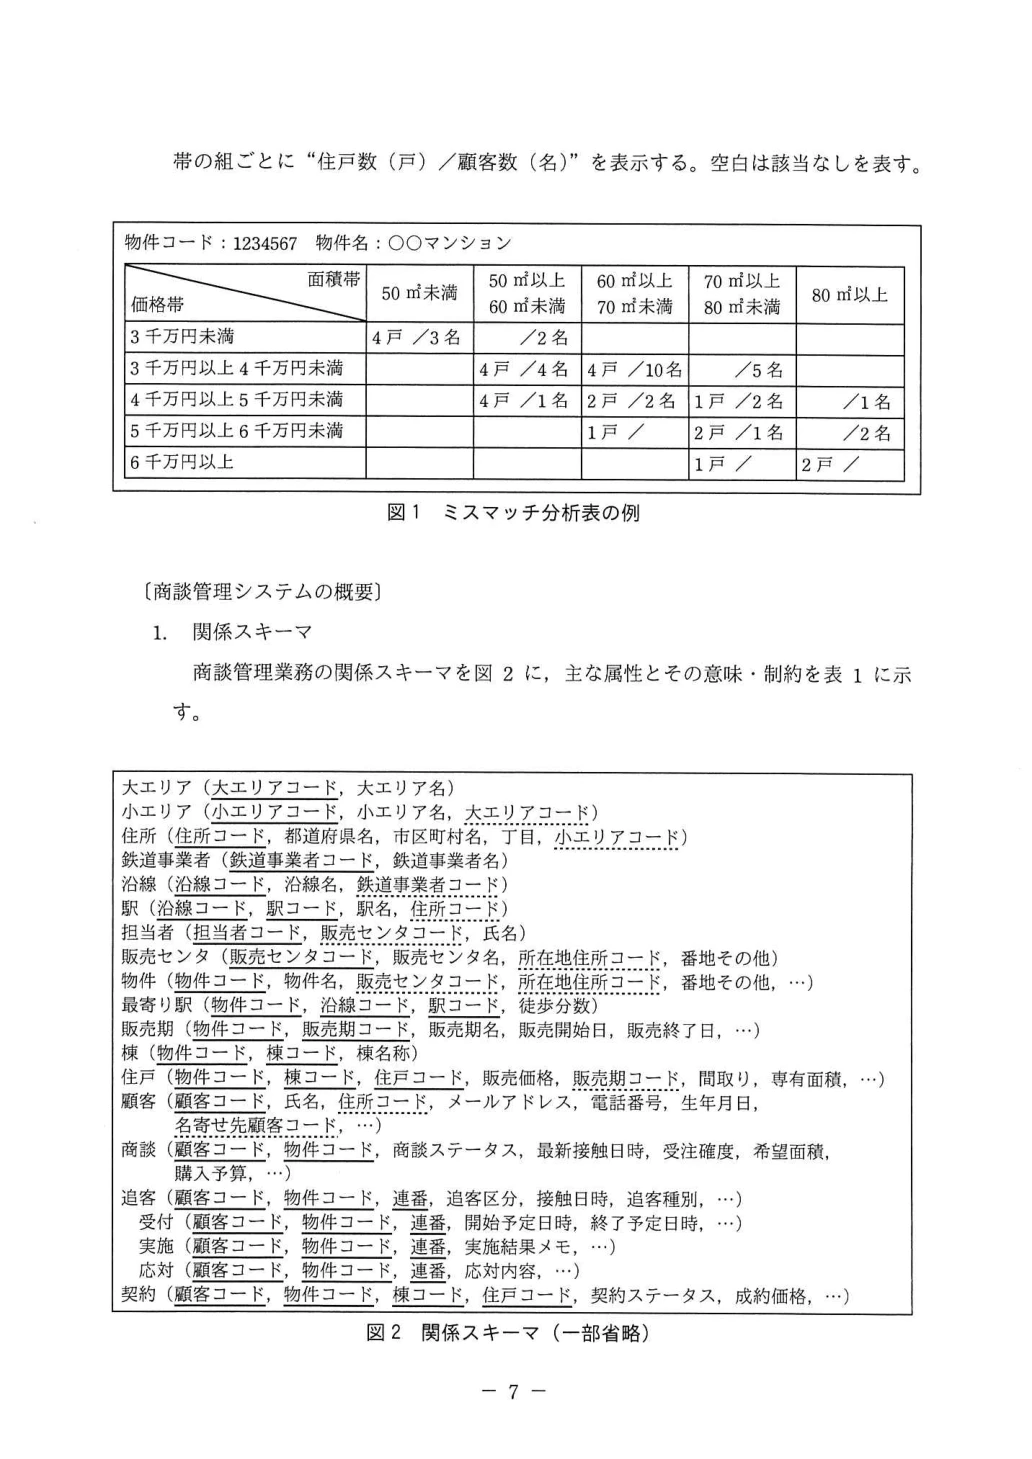 帯の組ごとに“住戸数（戸）／顧客数（名）”を表示する。空白は該当なしを表す。
物件コード：1234567　物件名：〇〇マンション
面積帯
価格帯
50 ㎡未満
50 ㎡以上
60 ㎡未満
60 ㎡以上
70 ㎡未満
70 ㎡以上
80 ㎡未満
80 ㎡以上
3 千万円未満　4 戸 ／3 名　／2 名
3 千万円以上 4 千万円未満　4 戸 ／4 名　4 戸 ／10 名　／5 名
4 千万円以上 5 千万円未満　4 戸 ／1 名　2 戸 ／2 名　1 戸 ／2 名　／1 名
5 千万円以上 6 千万円未満　1 戸 ／　2 戸 ／1 名　／2 名
6 千万円以上　1 戸 ／　2 戸 ／
図 1　ミスマッチ分析表の例
〔商談管理システムの概要〕
1.　関係スキーマ
商談管理業務の関係スキーマを図 2 に，主な属性とその意味・制約を表 1 に示
す。
大エリア（大エリアコード，大エリア名）
小エリア（小エリアコード，小エリア名，大エリアコード）
住所（住所コード，都道府県名，市区町村名，丁目，小エリアコード）
鉄道事業者（鉄道事業者コード，鉄道事業者名）
沿線（沿線コード，沿線名，鉄道事業者コード）
駅（沿線コード，駅コード，駅名，住所コード）
担当者（担当者コード，販売センタコード，氏名）
販売センタ（販売センタコード，販売センタ名，所在地住所コード，番地その他）
物件（物件コード，物件名，販売センタコード，所在地住所コード，番地その他，…）
最寄り駅（物件コード，沿線コード，駅コード，徒歩分数）
販売期（物件コード，販売期コード，販売期名，販売開始日，販売終了日，…）
棟（物件コード，棟コード，棟名称）
住戸（物件コード，棟コード，住戸コード，販売価格，販売期コード，間取り，専有面積，…）
顧客（顧客コード，氏名，住所コード，メールアドレス，電話番号，生年月日，
名寄せ先顧客コード，…）
商談（顧客コード，物件コード，商談ステータス，最新接触日時，受注確度，希望面積，
購入予算，…）
追客（顧客コード，物件コード，連番，追客区分，接触日時，追客種別，…）
受付（顧客コード，物件コード，連番，開始予定日時，終了予定日時，…）
実施（顧客コード，物件コード，連番，実施結果メモ，…）
応対（顧客コード，物件コード，連番，応対内容，…）
契約（顧客コード，物件コード，棟コード，住戸コード，契約ステータス，成約価格，…）
図 2　関係スキーマ（一部省略）
－ 7 －